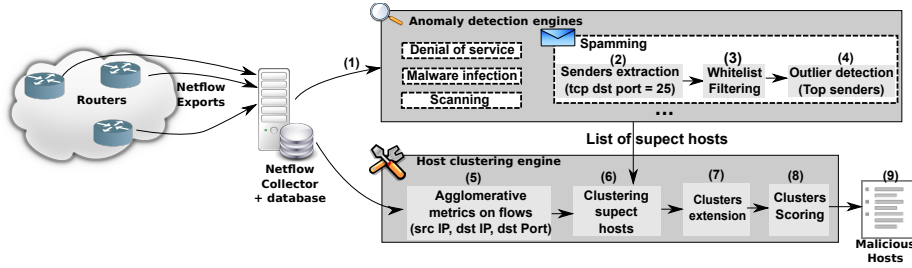 Anomaly detection engines
Denial of service
Malware infection
Scanning
Spamming
(2)
Senders extraction
(tcp dst port = 25)
(3)
Whitelist
Filtering
(4)
Outlier detection
(Top senders)
...
(1)
Routers
Netflow
Exports
Netflow
Collector
+ database
List of supect hosts
Host clustering engine
(5)
Agglomerative
metrics on flows
(src IP, dst IP, dst Port)
(6)
Clustering
supect
hosts
(7)
Clusters
extension
(8)
Clusters
Scoring
(9)
Malicious
Hosts